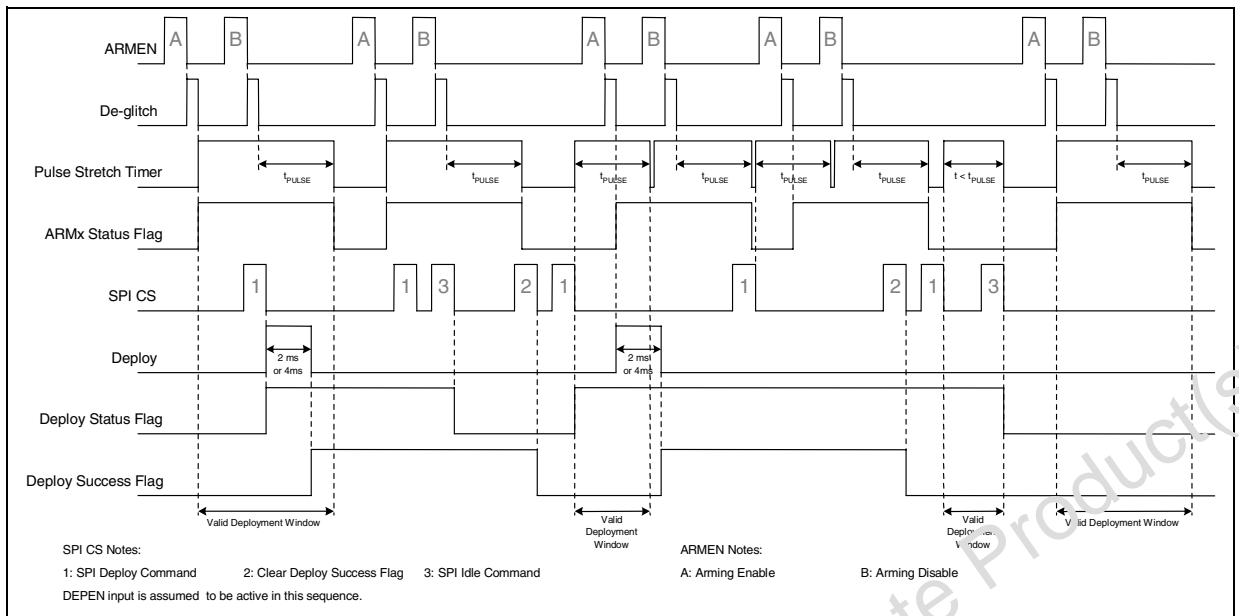 ARMEN A B A B A B A B A B
De-glitch
Pulse Stretch Timer tPULSE tPULSE tPULSE tPULSE tPULSE tPULSE t < tPULSE tPULSE
ARMx Status Flag
SPI CS 1 1 3 2 1 1 2 1 3
Deploy 2 ms or 4ms 2 ms or 4ms
Deploy Status Flag
Deploy Success Flag
Valid Deployment Window
Valid Deployment Window
Valid Window
Valid Deployment Window
SPI CS Notes:
ARMEN Notes:
1: SPI Deploy Command 2: Clear Deploy Success Flag 3: SPI Idle Command
A: Arming Enable B: Arming Disable
DEPEN input is assumed to be active in this sequence.
te Product(s